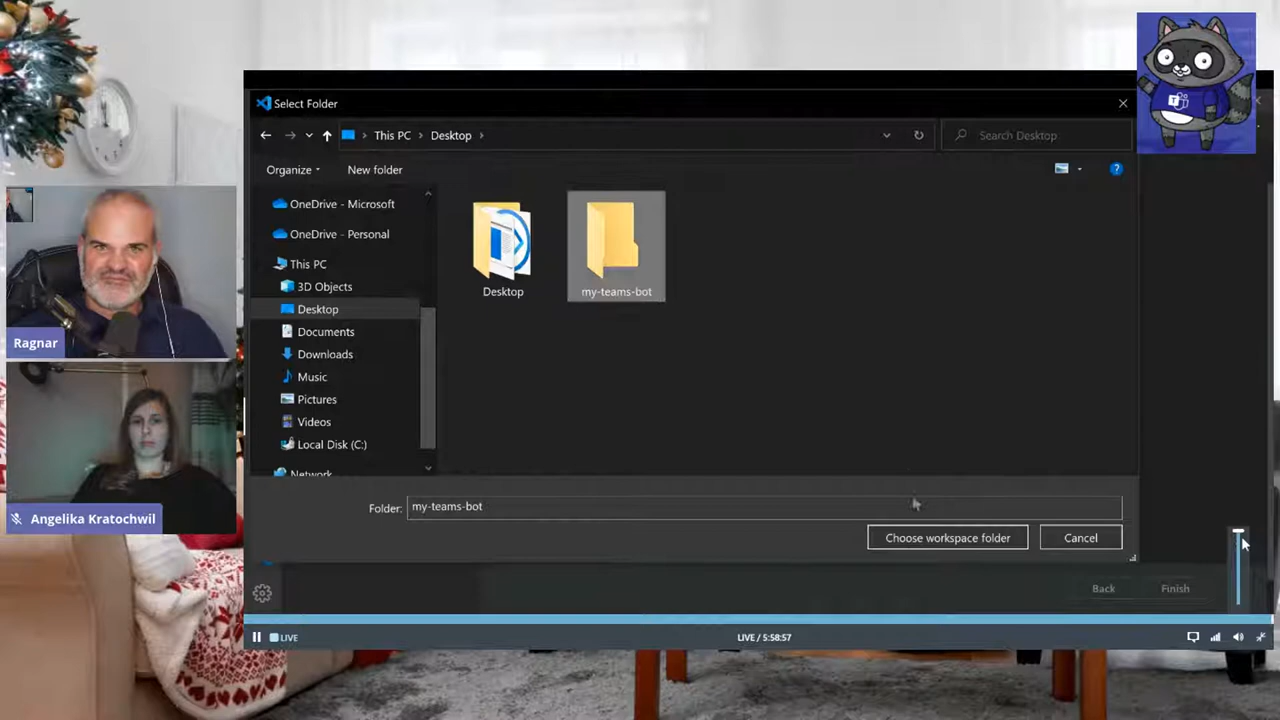 Select Folder
This PC
Desktop
Search Desktop
Organize
New folder
OneDrive - Microsoft
OneDrive - Personal
This PC
3D Objects
Desktop
Documents
Downloads
Music
Pictures
Videos
Local Disk (C:)
Network
Desktop
my-teams-bot
Folder:
my-teams-bot
Choose workspace folder
Cancel
Back
Finish
LIVE
LIVE / 5:58:57
Ragnar
Angelika Kratochwil